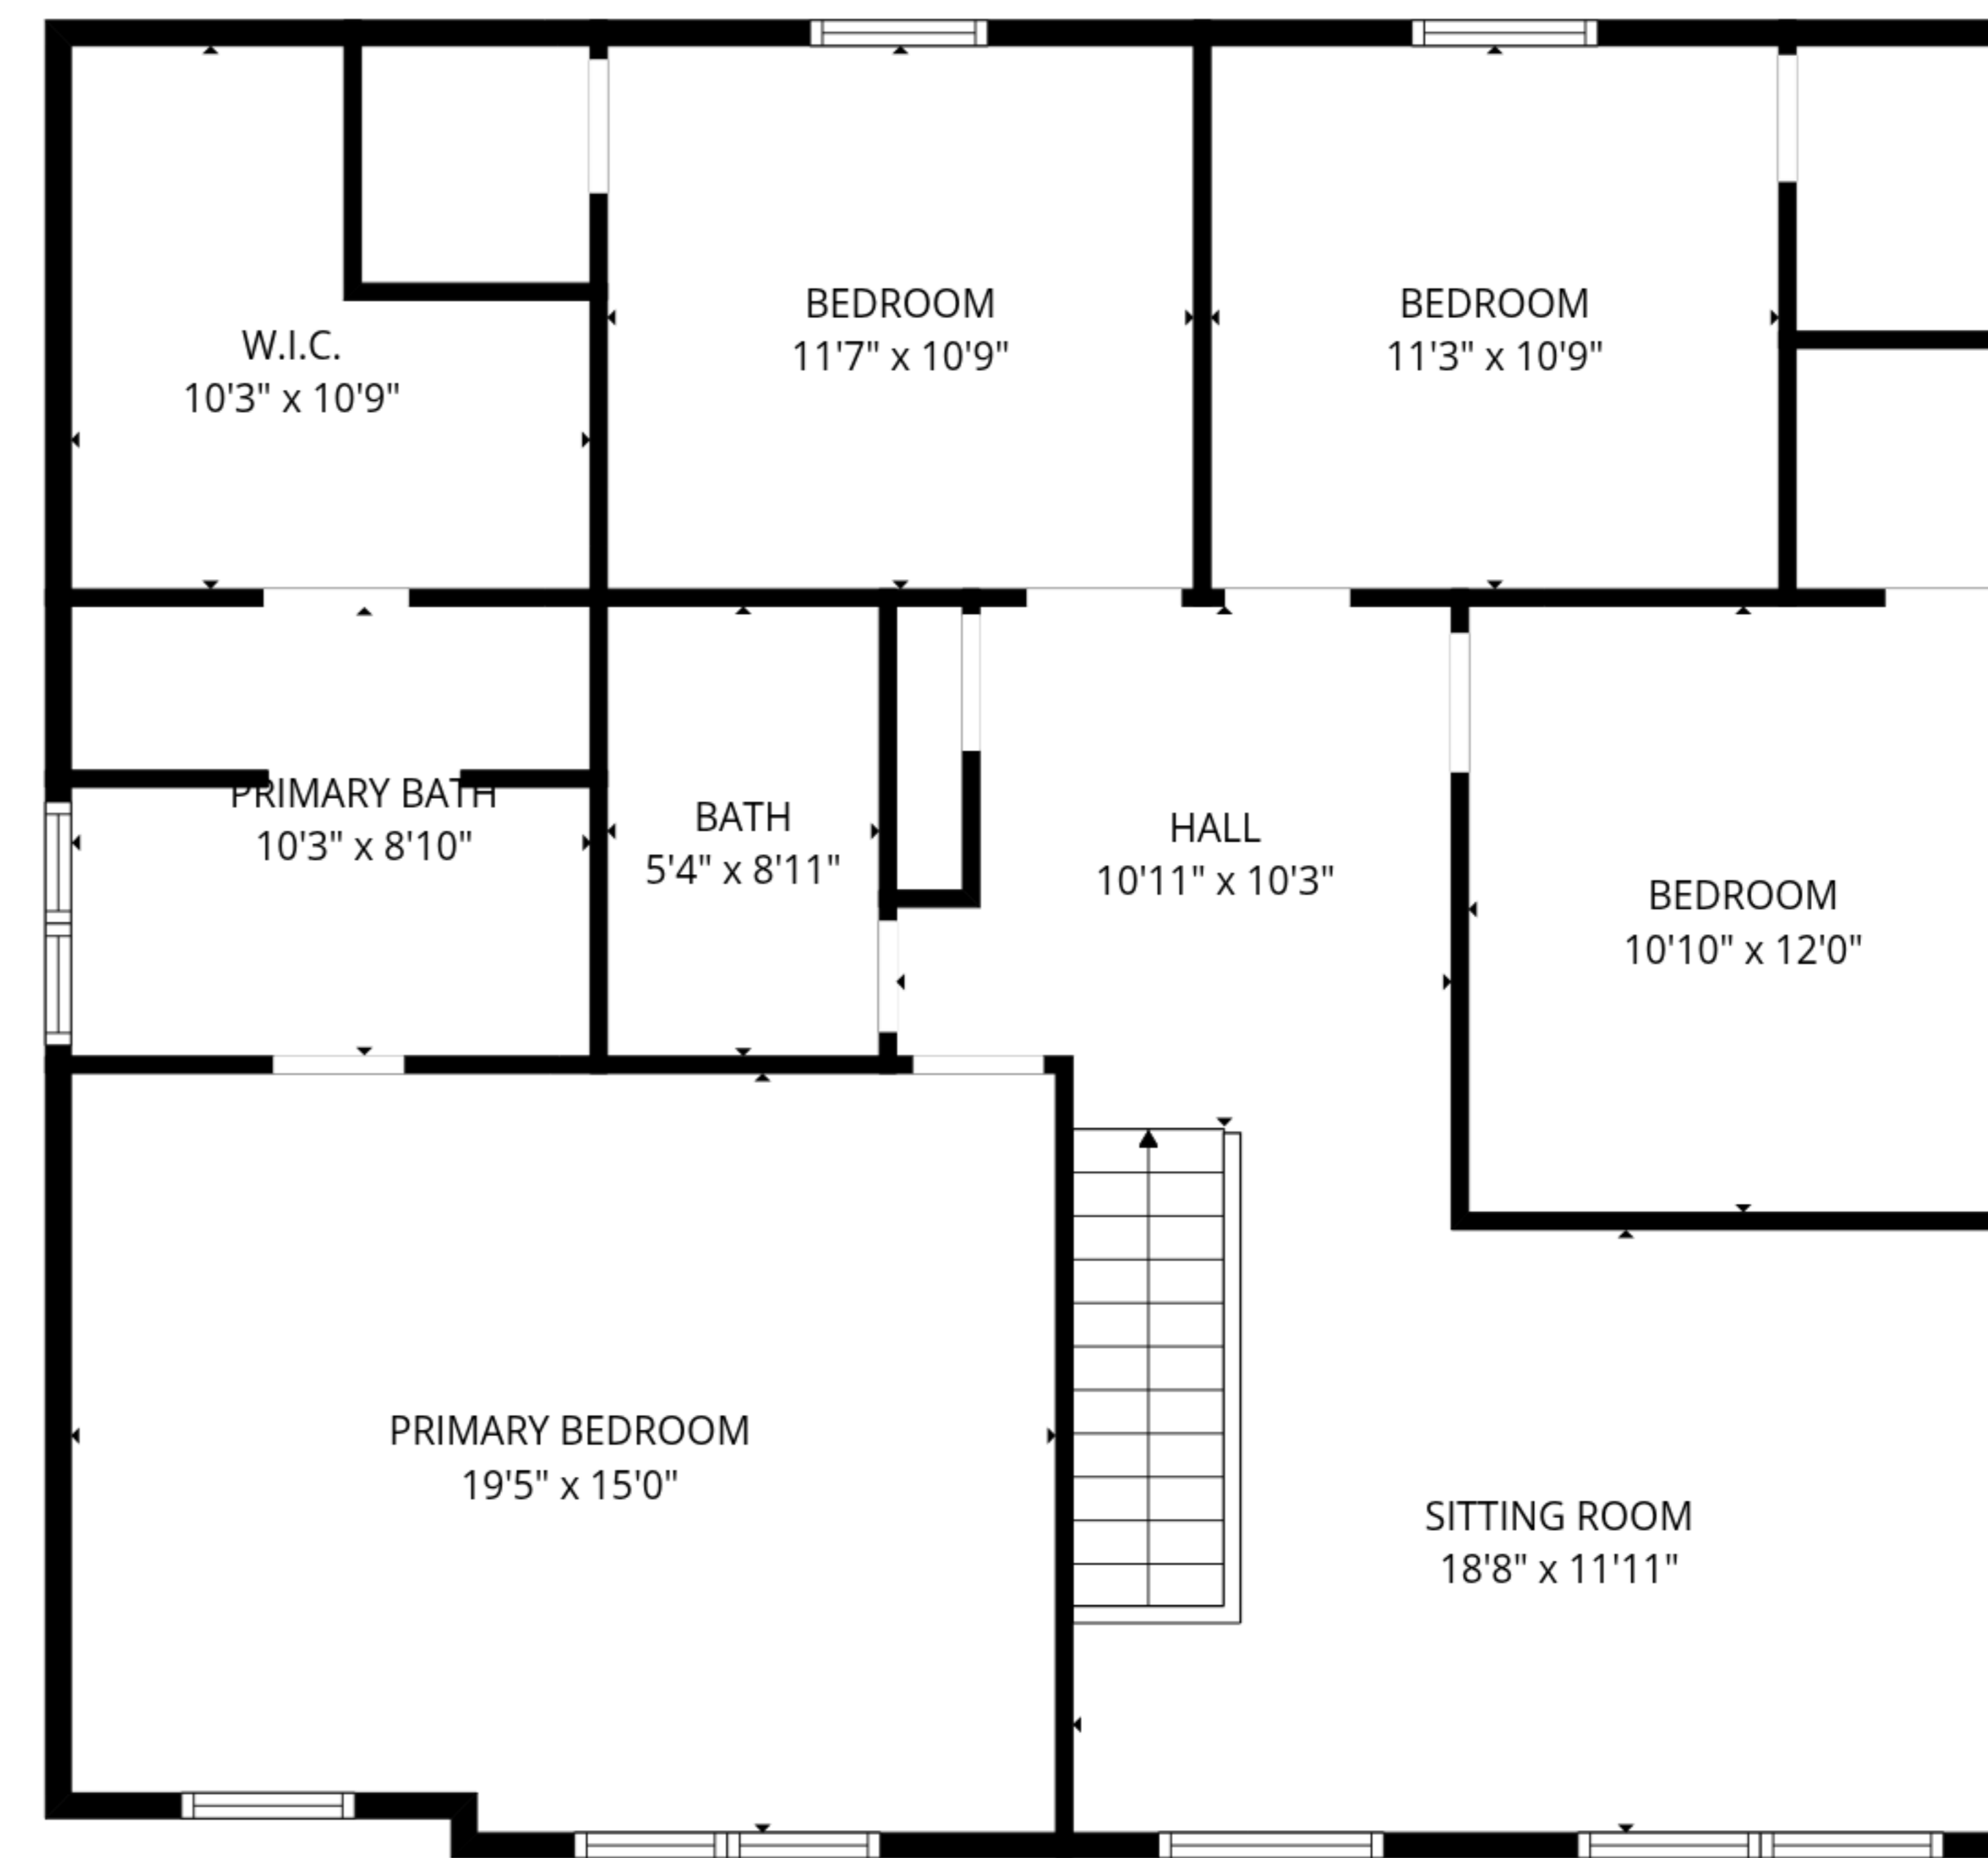 W.I.C.
10'3" x 10'9"
BEDROOM
11'7" x 10'9"
BEDROOM
11'3" x 10'9"
PRIMARY BATH
10'3" x 8'10"
BATH
5'4" x 8'11"
HALL
10'11" x 10'3"
BEDROOM
10'10" x 12'0"
PRIMARY BEDROOM
19'5" x 15'0"
SITTING ROOM
18'8" x 11'11"